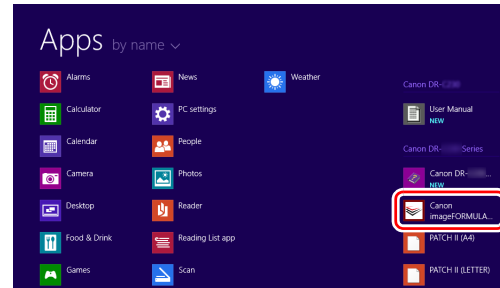 Apps by name
Alarms
Calculator
Calendar
Camera
Desktop
Food & Drink
Games
News
PC settings
People
Photos
Reader
Reading List app
Scan
Weather
Canon DR-
User Manual
NEW
Canon DR- Series
Canon DR- ...
NEW
Canon
imageFORMULA...
PATCH II (A4)
PATCH II (LETTER)